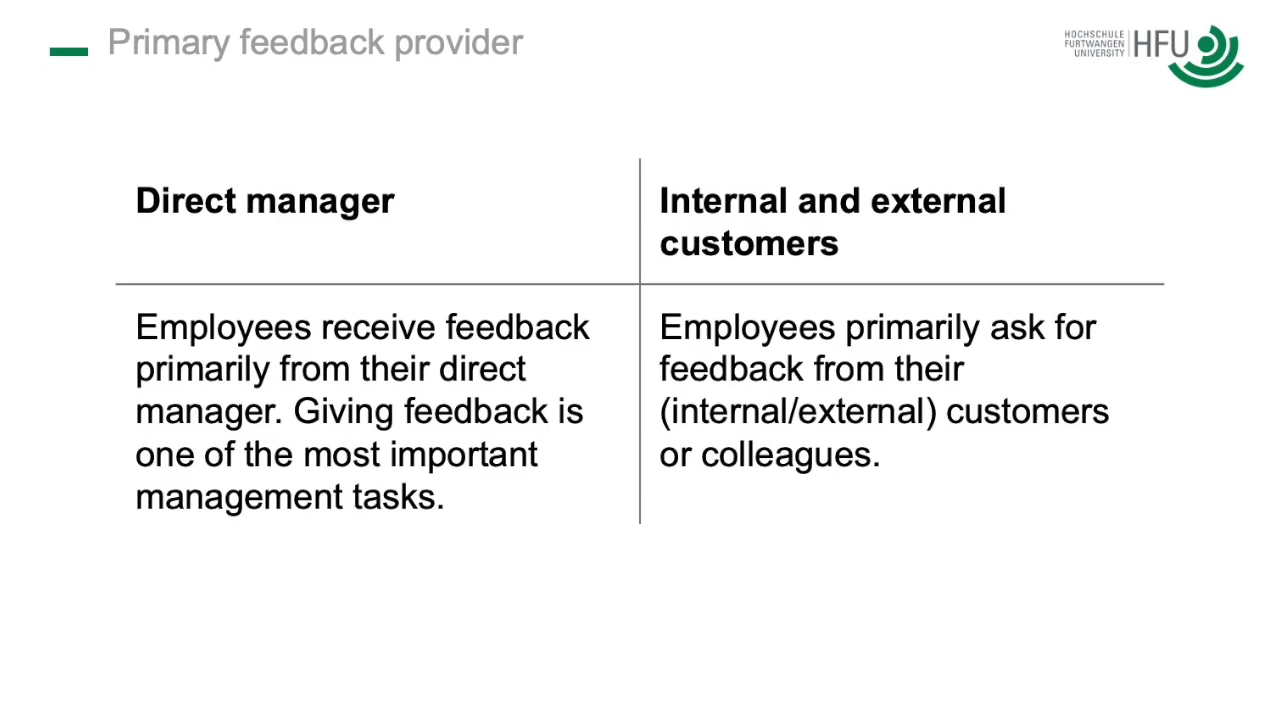 Primary feedback provider
HOCHSCHULE
FURTWANGEN
UNIVERSITY
HFU
Direct manager
Internal and external
customers
Employees receive feedback
primarily from their direct
manager. Giving feedback is
one of the most important
management tasks.
Employees primarily ask for
feedback from their
(internal/external) customers
or colleagues.